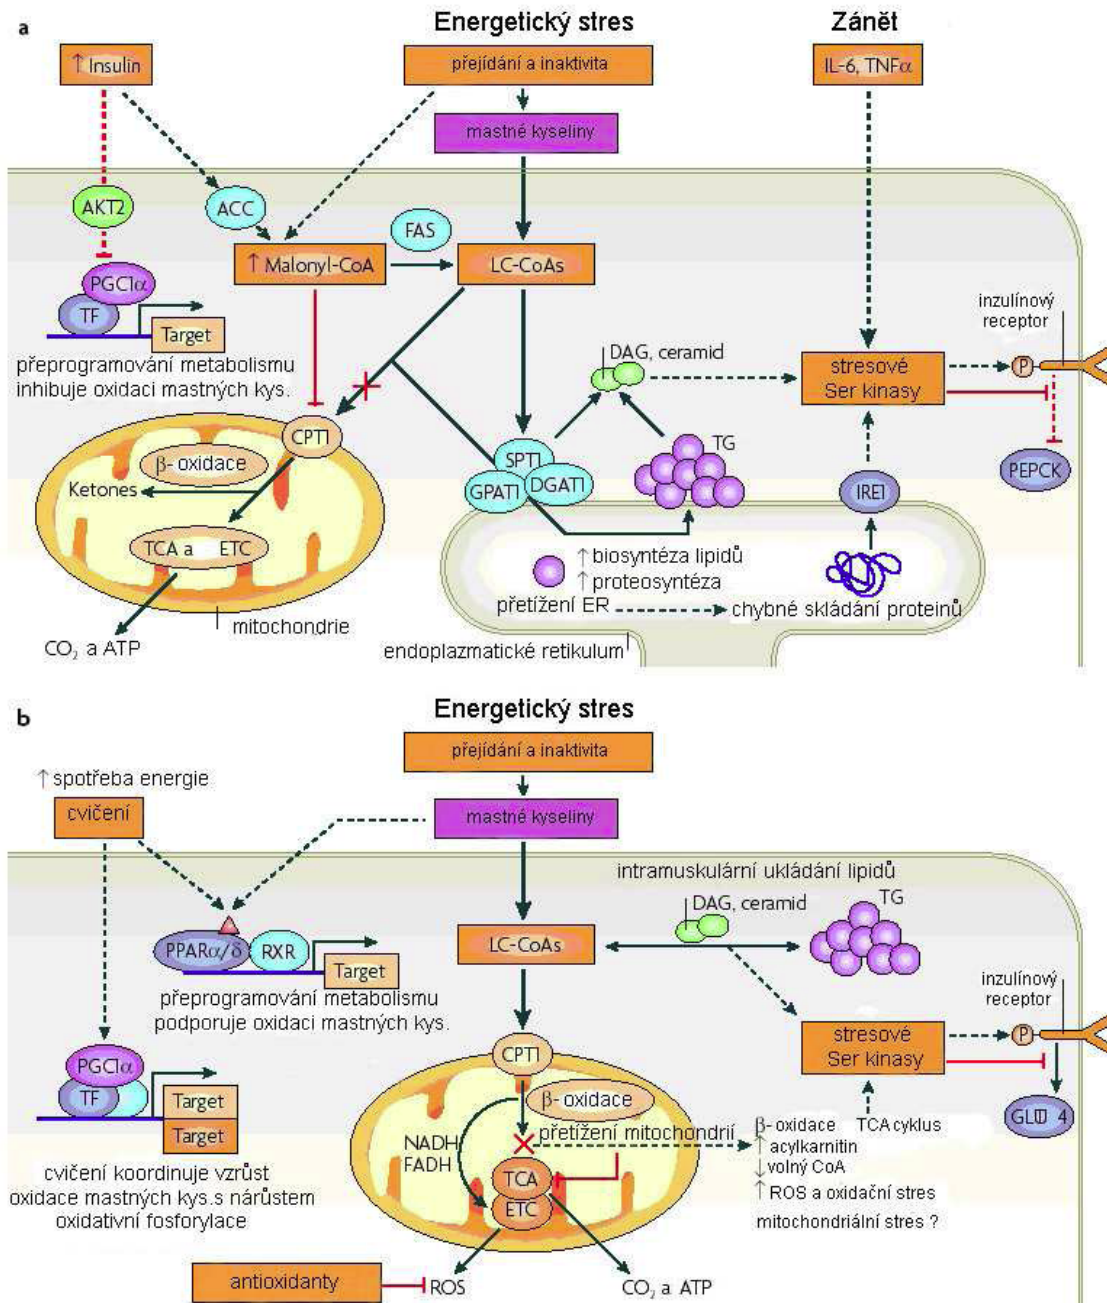 a
Energetický stres
Zánět
↑ Insulin
přejídání a inaktivita
IL-6, TNFα
mastné kyseliny
AKT2
ACC
FAS
↑ Malonyl-CoA
LC-CoAs
PGC1α
TF
Target
přeprogramování metabolismu
inhibuje oxidaci mastných kys.
inzulínový
receptor
DAG, ceramid
stresové
Ser kinasy
P
CPT1
β- oxidace
Ketones
TCA a ETC
SPT1
GPAT1
DGAT1
TG
IRE1
PEPCK
↑ biosyntéza lipidů
↑ proteosyntéza
přetížení ER
chybné skládání proteinů
mitochondrie
CO₂ a ATP
endoplazmatické retikulum
b
Energetický stres
přejídání a inaktivita
↑ spotřeba energie
cvičení
mastné kyseliny
intramuskulární ukládání lipidů
DAG, ceramid
TG
PPARα/δ
RXR
Target
LC-CoAs
přeprogramování metabolismu
podporuje oxidaci mastných kys.
inzulínový
receptor
stresové
Ser kinasy
P
PGC1α
TF
Target
Target
CPT1
β- oxidace
přetížení mitochondrií
NADH
FADH
TCA
ETC
β- oxidace
TCA cyklus
↑ acylkarnitin
↓ volný CoA
↑ ROS a oxidační stres
mitochondriální stres ?
cvičení koordinuje vzrůst
oxidace mastných kys.s nárůstem
oxidativní fosforylace
antioxidanty
ROS
CO₂ a ATP